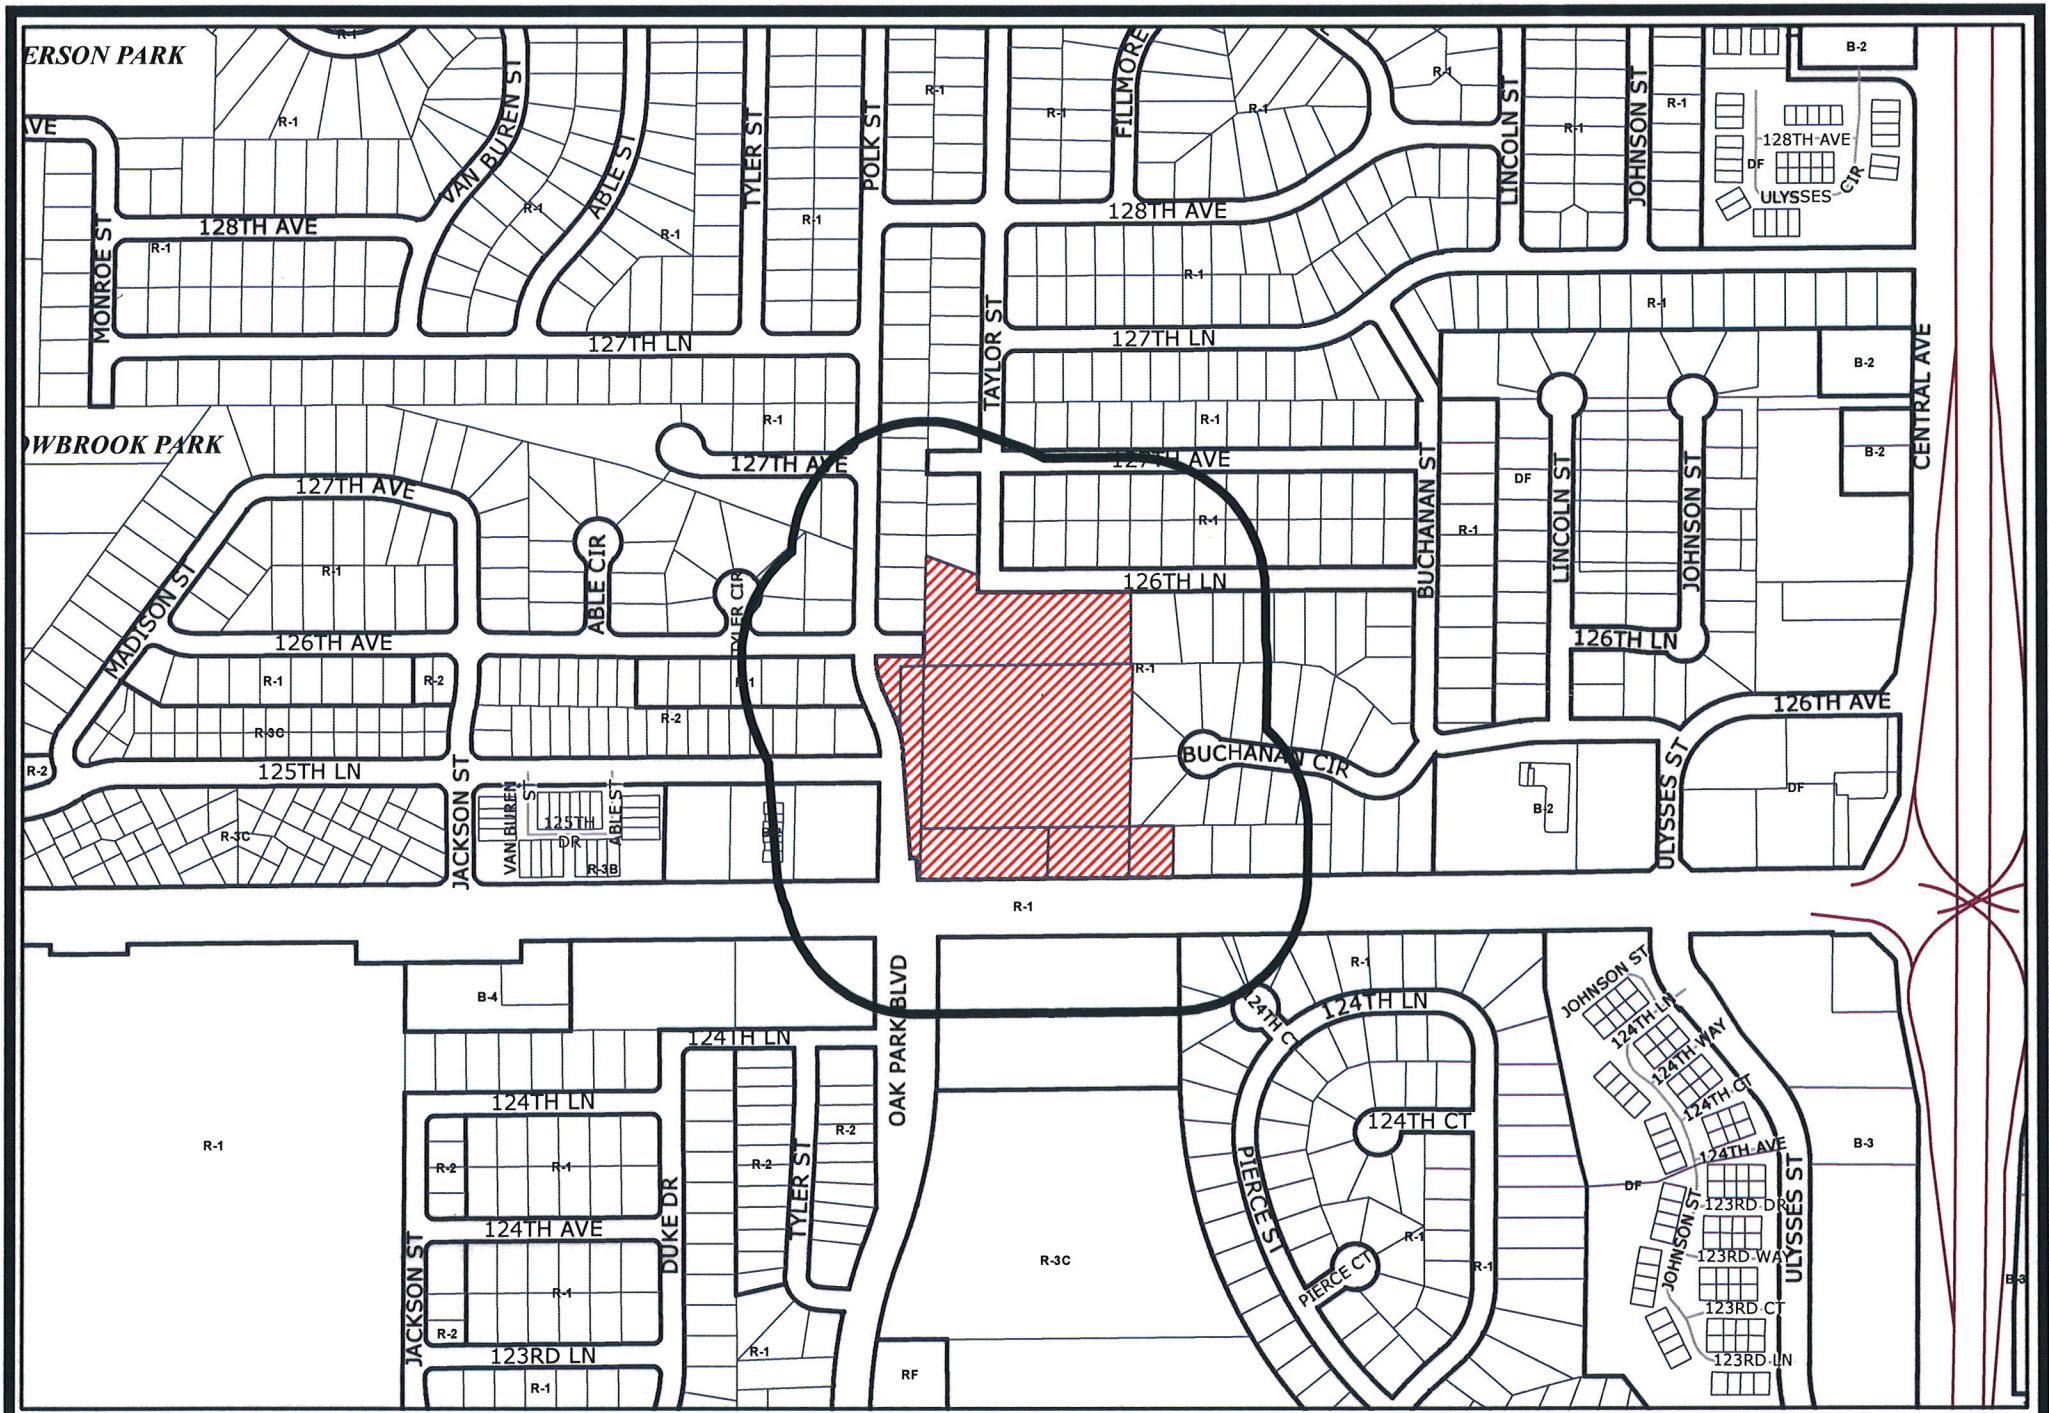 R-1
B-2
ERSON PARK
R-1
R-1
R-1
R-1
R-1
R-1
R-1
FILLMORE
VAN BUREN ST
TYLER ST
POLK ST
LINCOLN ST
JOHNSON ST
AVE
R-1
128TH AVE
DF
ULYSSES
CIR
ABLE ST
R-1
R-1
R-1
128TH AVE
128TH AVE
MONROE ST
R-1
R-1
R-1
TAYLOR ST
127TH LN
127TH LN
B-2
CENTRAL AVE
R-1
R-1
OWBROOK PARK
127TH AVE
127TH AVE
B-2
BUCHANAN ST
DF
LINCOLN ST
JOHNSON ST
127TH AVE
R-1
R-1
ABLE CIR
TYLER CIR
R-1
126TH LN
MADISON ST
126TH AVE
126TH LN
R-1
R-2
R-1
R-1
126TH AVE
R-2
R-3C
BUCHANAN CIR
ULYSSES ST
R-2
125TH LN
JACKSON ST
VAN BUREN
ST
ABLE ST
125TH
DR
R-3C
R-3B
B-2
DF
R-1
JOHNSON ST
R-1
B-4
124TH LN
124TH C
OAK PARK BLVD
124TH LN
124TH WAY
124TH LN
124TH CT
124TH LN
124TH CT
R-1
R-2
R-1
R-2
R-2
124TH AVE
B-3
PIERCE ST
TYLER ST
DF
ULYSSES ST
DUKE DR
123RD DR
JOHNSON ST
124TH AVE
R-1
123RD WAY
JACKSON ST
R-3C
PIERCE CT
R-1
B-3
R-1
123RD CT
R-2
123RD LN
R-1
123RD LN
RF
R-1